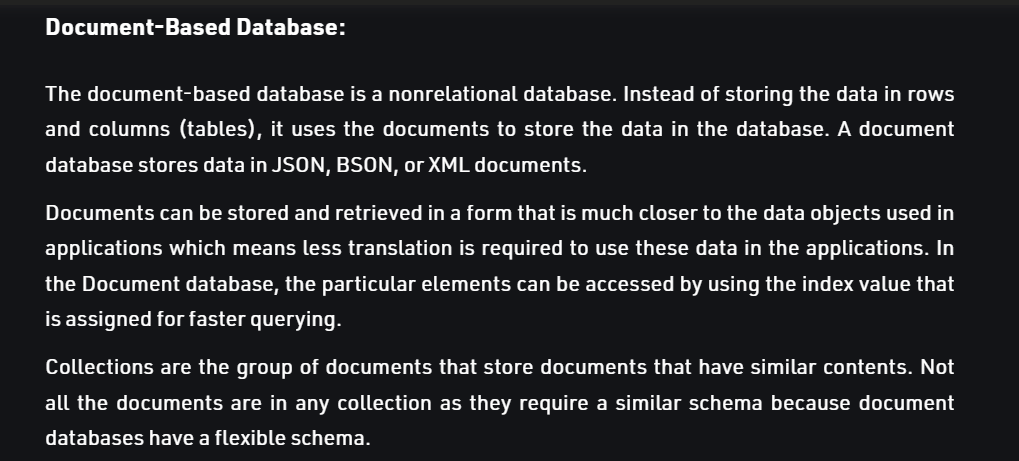 Document-Based Database:
The document-based database is a nonrelational database. Instead of storing the data in rows
and columns (tables), it uses the documents to store the data in the database. A document
database stores data in JSON, BSON, or XML documents.
Documents can be stored and retrieved in a form that is much closer to the data objects used in
applications which means less translation is required to use these data in the applications. In
the Document database, the particular elements can be accessed by using the index value that
is assigned for faster querying.
Collections are the group of documents that store documents that have similar contents. Not
all the documents are in any collection as they require a similar schema because document
databases have a flexible schema.